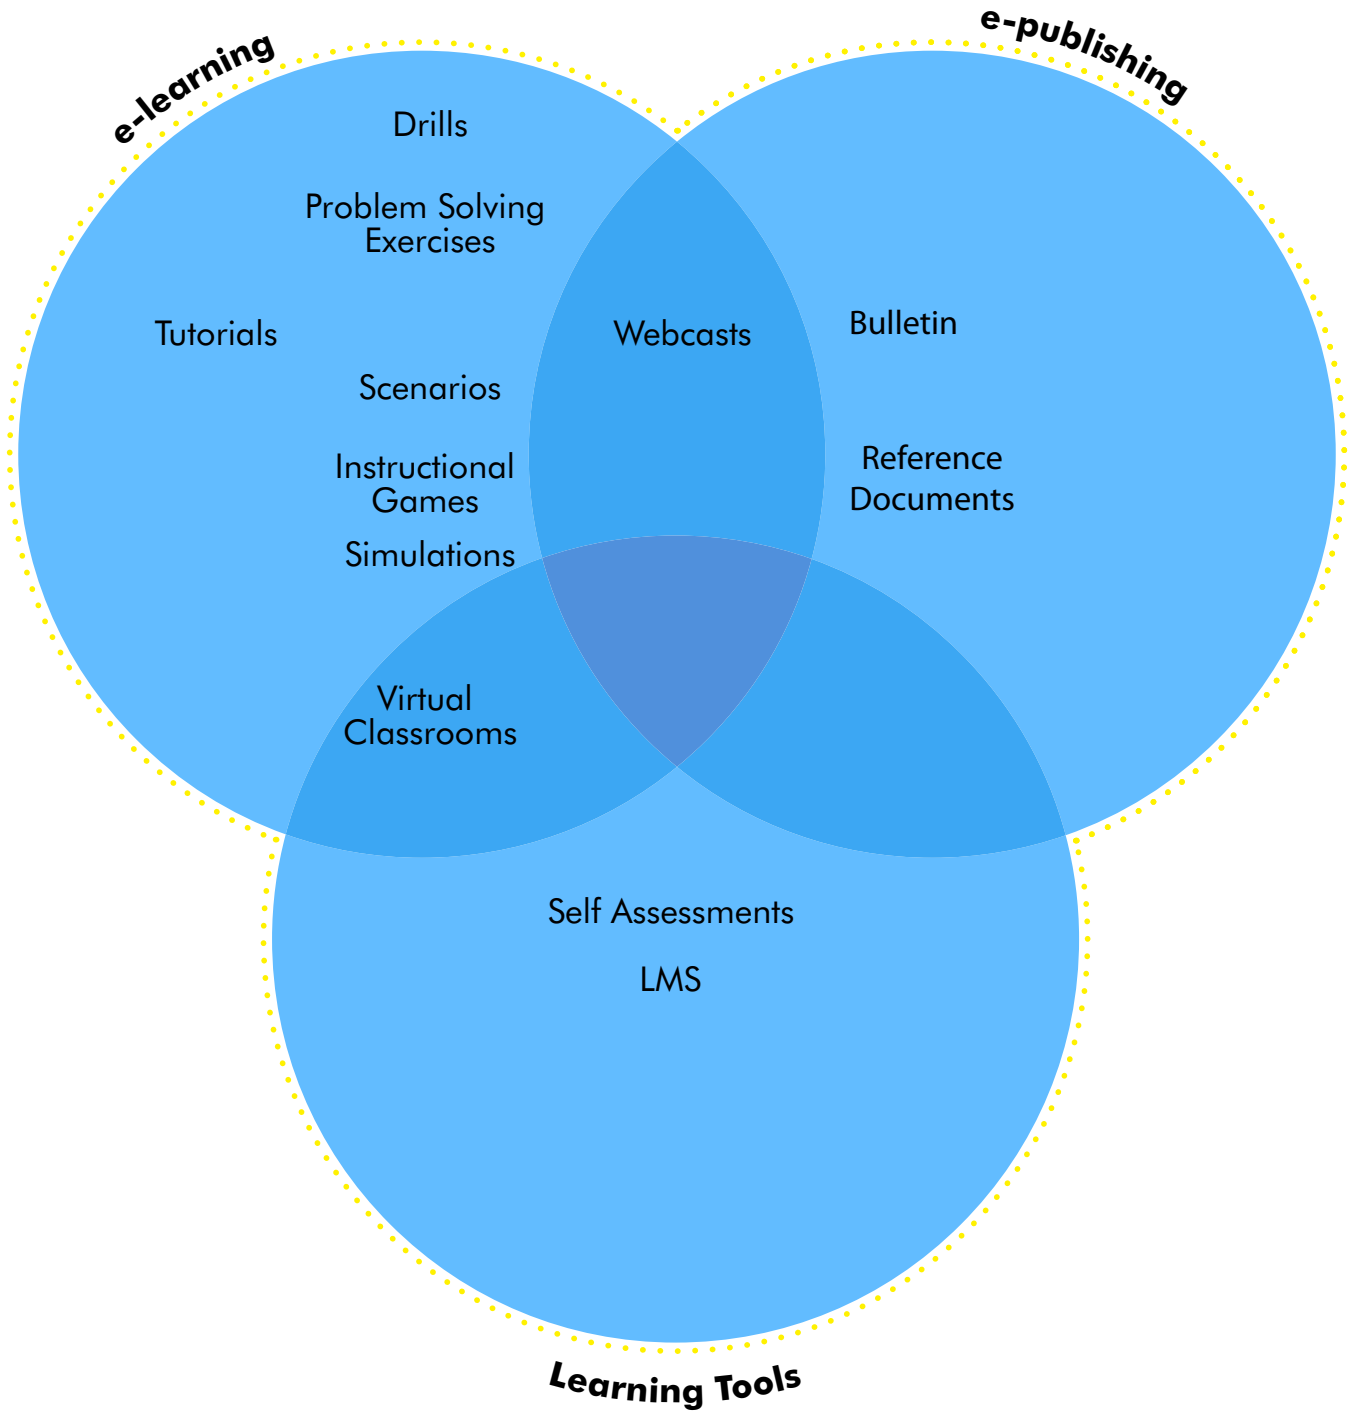 e-learning
e-publishing
Drills
Problem Solving
Exercises
Tutorials
Webcasts
Bulletin
Scenarios
Instructional
Games
Reference
Documents
Simulations
Virtual
Classrooms
Self Assessments
LMS
Learning Tools